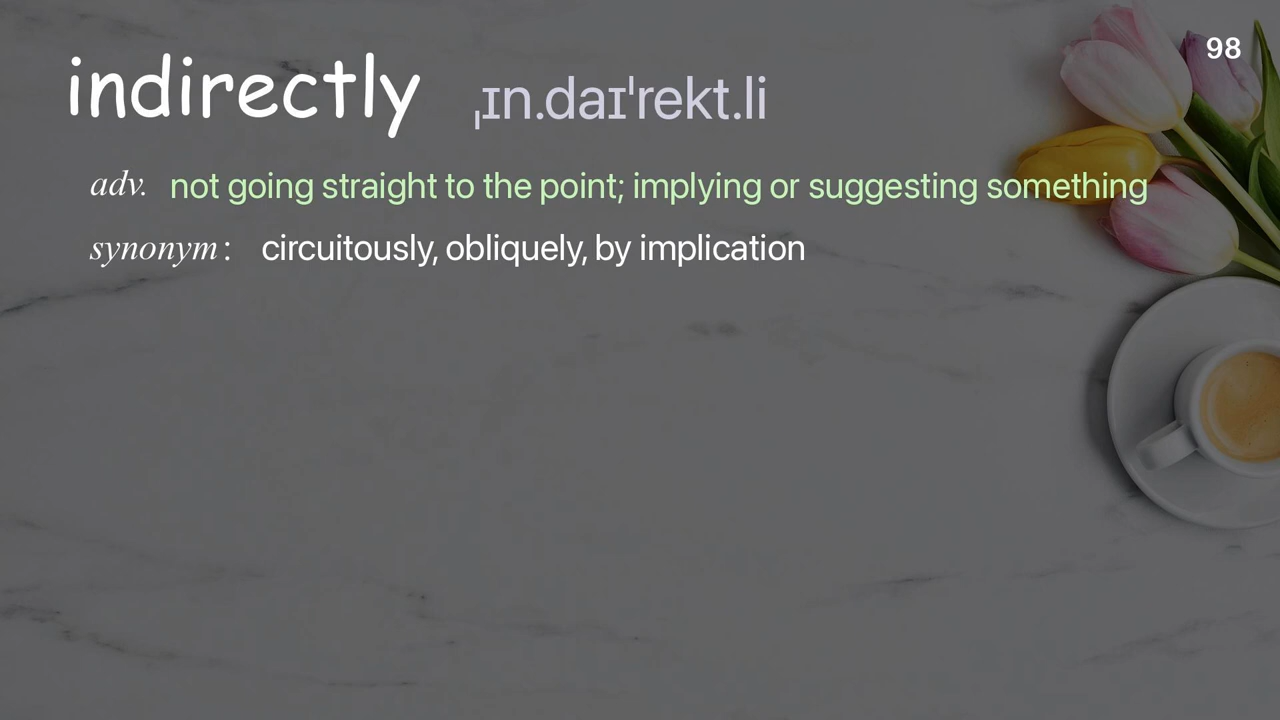 98
indirectly ˌɪn.daɪˈrekt.li
adv. not going straight to the point; implying or suggesting something
synonym : circuitously, obliquely, by implication